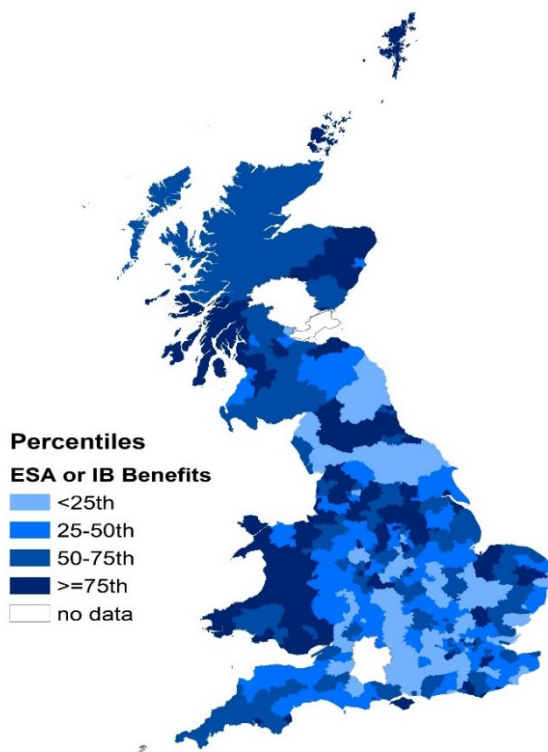 Percentiles
ESA or IB Benefits
<25th
25-50th
50-75th
>=75th
no data